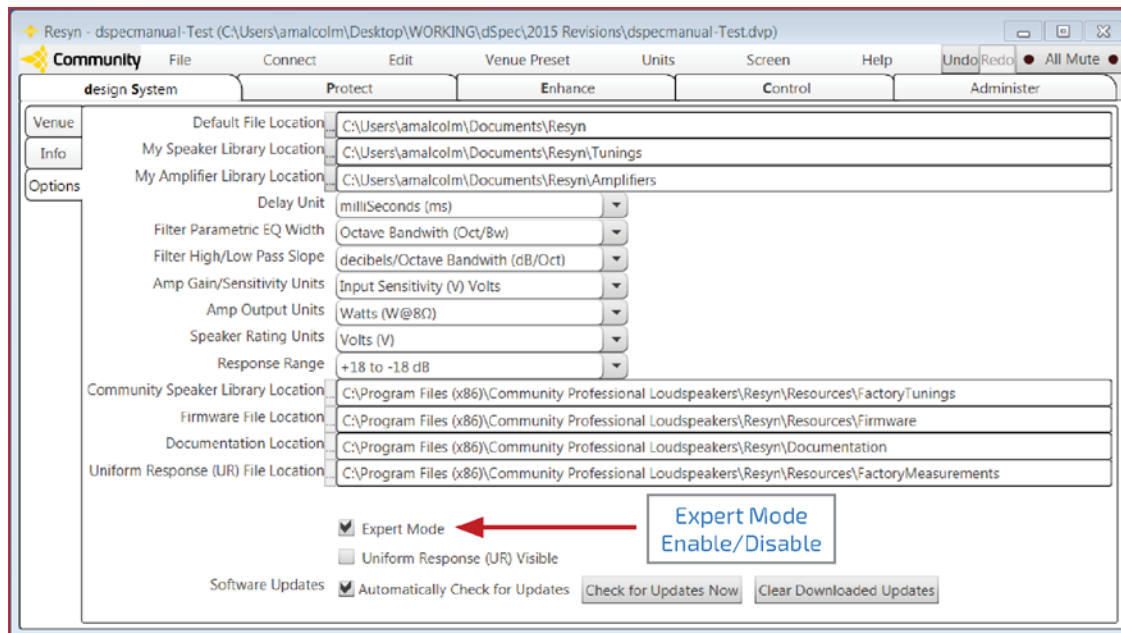 Resyn - dspecmanual-Test (C:\Users\amalcolm\Desktop\WORKING\dSpec\2015 Revisions\dspecmanual-Test.dvp)
Community File Connect Edit Venue Preset Units Screen Help Undo Redo All Mute
design System Protect Enhance Control Administer
Venue
Info
Options
Default File Location ... C:\Users\amalcolm\Documents\Resyn
My Speaker Library Location ... C:\Users\amalcolm\Documents\Resyn\Tunings
My Amplifier Library Location ... C:\Users\amalcolm\Documents\Resyn\Amplifiers
Delay Unit milliSeconds (ms)
Filter Parametric EQ Width Octave Bandwith (Oct/Bw)
Filter High/Low Pass Slope decibels/Octave Bandwith (dB/Oct)
Amp Gain/Sensitivity Units Input Sensitivity (V) Volts
Amp Output Units Watts (W@8Ω)
Speaker Rating Units Volts (V)
Response Range +18 to -18 dB
Community Speaker Library Location ... C:\Program Files (x86)\Community Professional Loudspeakers\Resyn\Resources\FactoryTunings
Firmware File Location ... C:\Program Files (x86)\Community Professional Loudspeakers\Resyn\Resources\Firmware
Documentation Location ... C:\Program Files (x86)\Community Professional Loudspeakers\Resyn\Documentation
Uniform Response (UR) File Location ... C:\Program Files (x86)\Community Professional Loudspeakers\Resyn\Resources\FactoryMeasurements
Expert Mode
Expert Mode
Enable/Disable
Uniform Response (UR) Visible
Software Updates Automatically Check for Updates Check for Updates Now Clear Downloaded Updates